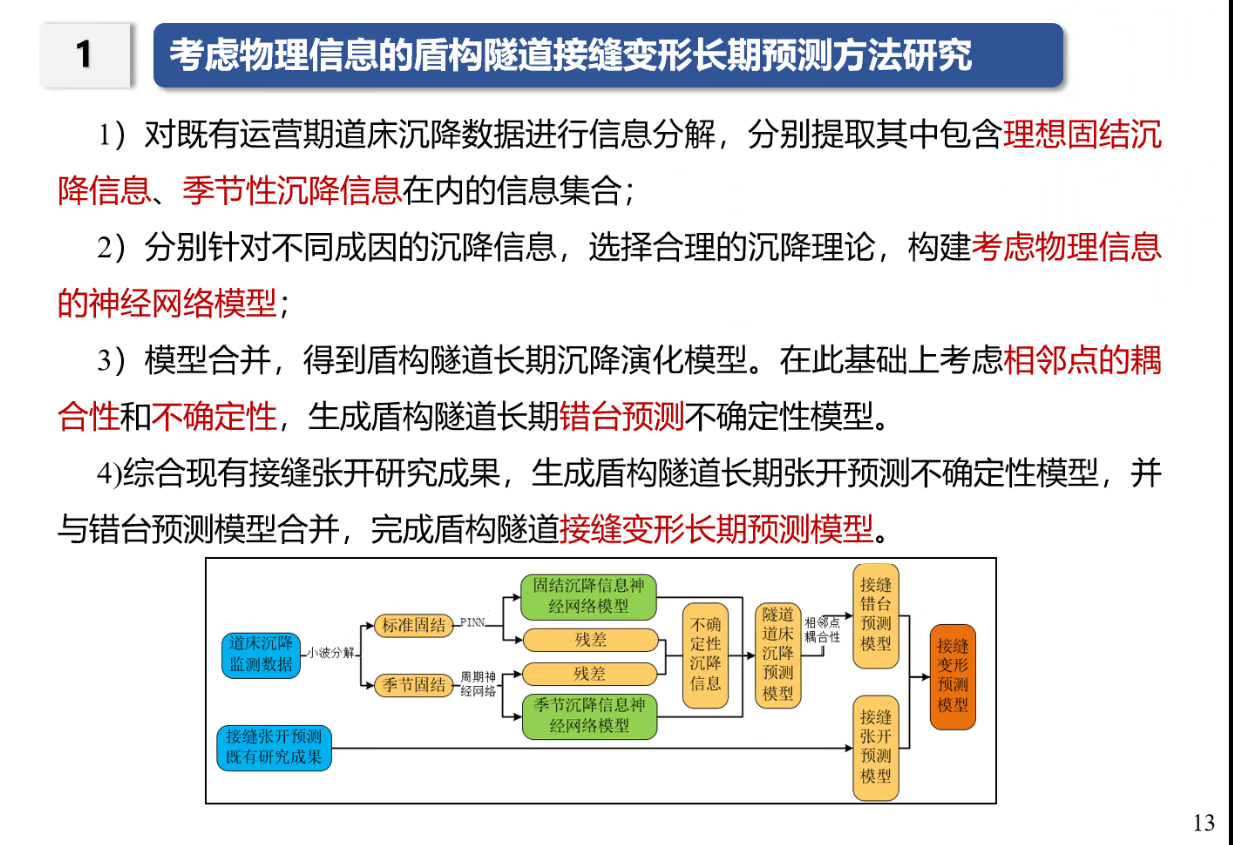 1
考虑物理信息的盾构隧道接缝变形长期预测方法研究
1）对既有运营期道床沉降数据进行信息分解，分别提取其中包含理想固结沉
降信息、季节性沉降信息在内的信息集合；
2）分别针对不同成因的沉降信息，选择合理的沉降理论，构建考虑物理信息
的神经网络模型；
3）模型合并，得到盾构隧道长期沉降演化模型。在此基础上考虑相邻点的耦
合性和不确定性，生成盾构隧道长期错台预测不确定性模型。
4)综合现有接缝张开研究成果，生成盾构隧道长期张开预测不确定性模型，并
与错台预测模型合并，完成盾构隧道接缝变形长期预测模型。
道床沉降
监测数据
小波分解
标准固结
季节固结
PINN
周期神
经网络
固结沉降信息神
经网络模型
残差
残差
季节沉降信息神
经网络模型
不确
定性
沉降
信息
隧道
道床
沉降
预测
模型
相邻点
耦合性
接缝
错台
预测
模型
接缝张开预测
既有研究成果
接缝
张开
预测
模型
接缝
变形
预测
模型
13